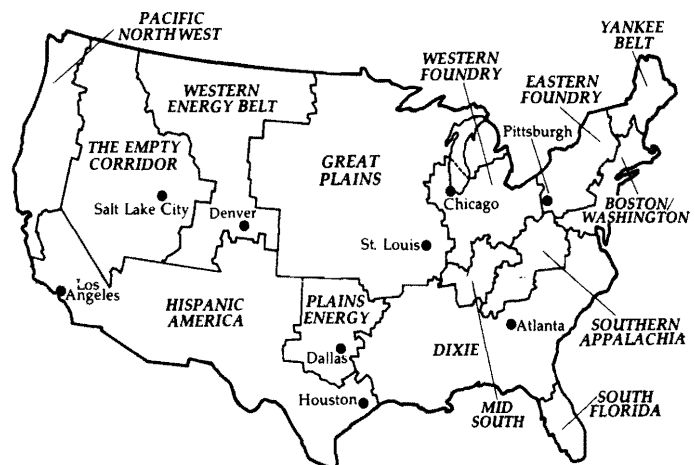 PACIFIC
NORTHWEST
YANKEE
BELT
WESTERN
FOUNDRY
EASTERN
FOUNDRY
WESTERN
ENERGY BELT
Pittsburgh
THE EMPTY
CORRIDOR
GREAT
PLAINS
Salt Lake City
Denver
Chicago
BOSTON/
WASHINGTON
St. Louis
Los
Angeles
HISPANIC
AMERICA
PLAINS
ENERGY
Dallas
DIXIE
Atlanta
SOUTHERN
APPALACHIA
Houston
MID
SOUTH
SOUTH
FLORIDA